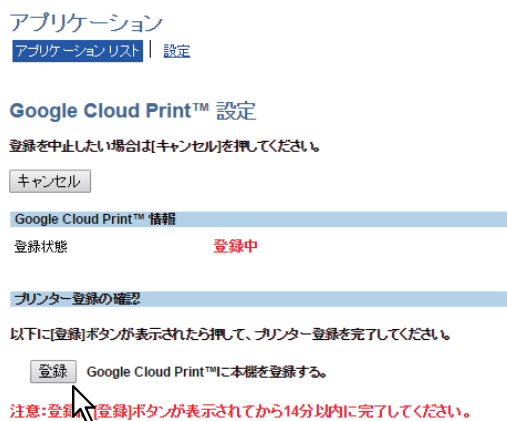 アプリケーション
アプリケーションリスト | 設定
Google Cloud Print™ 設定
登録を中止したい場合は[キャンセル]を押してください。
キャンセル
Google Cloud Print™ 情報
登録状態 登録中
プリンター登録の確認
以下に[登録]ボタンが表示されたら押して、プリンター登録を完了してください。
登録 Google Cloud Print™に本機を登録する。
注意:登録 [登録]ボタンが表示されてから14分以内に完了してください。